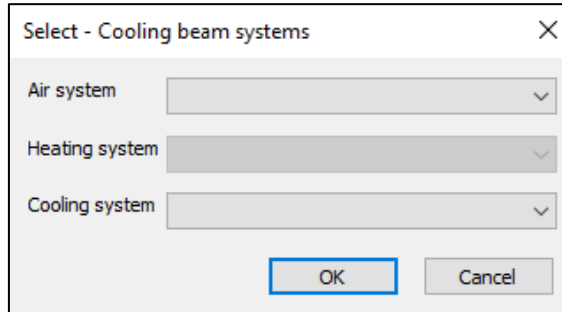 Select - Cooling beam systems
Air system
Heating system
Cooling system
OK Cancel